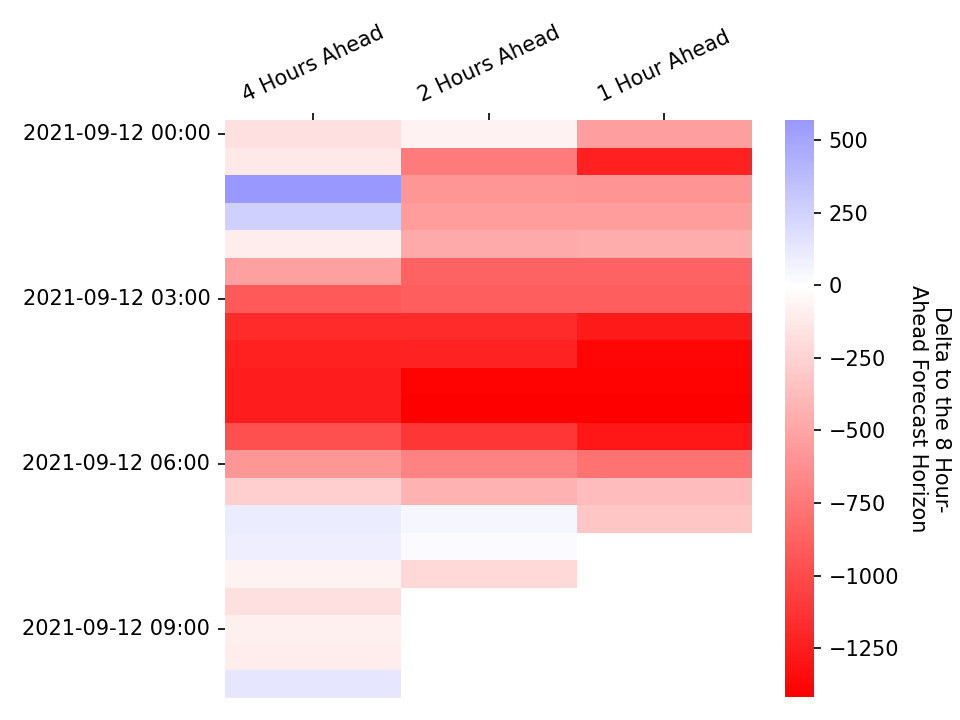 4 Hours Ahead
2 Hours Ahead
1 Hour Ahead
2021-09-12 00:00
2021-09-12 03:00
2021-09-12 06:00
2021-09-12 09:00
500
250
0
−250
−500
−750
−1000
−1250
Delta to the 8 Hour-
Ahead Forecast Horizon